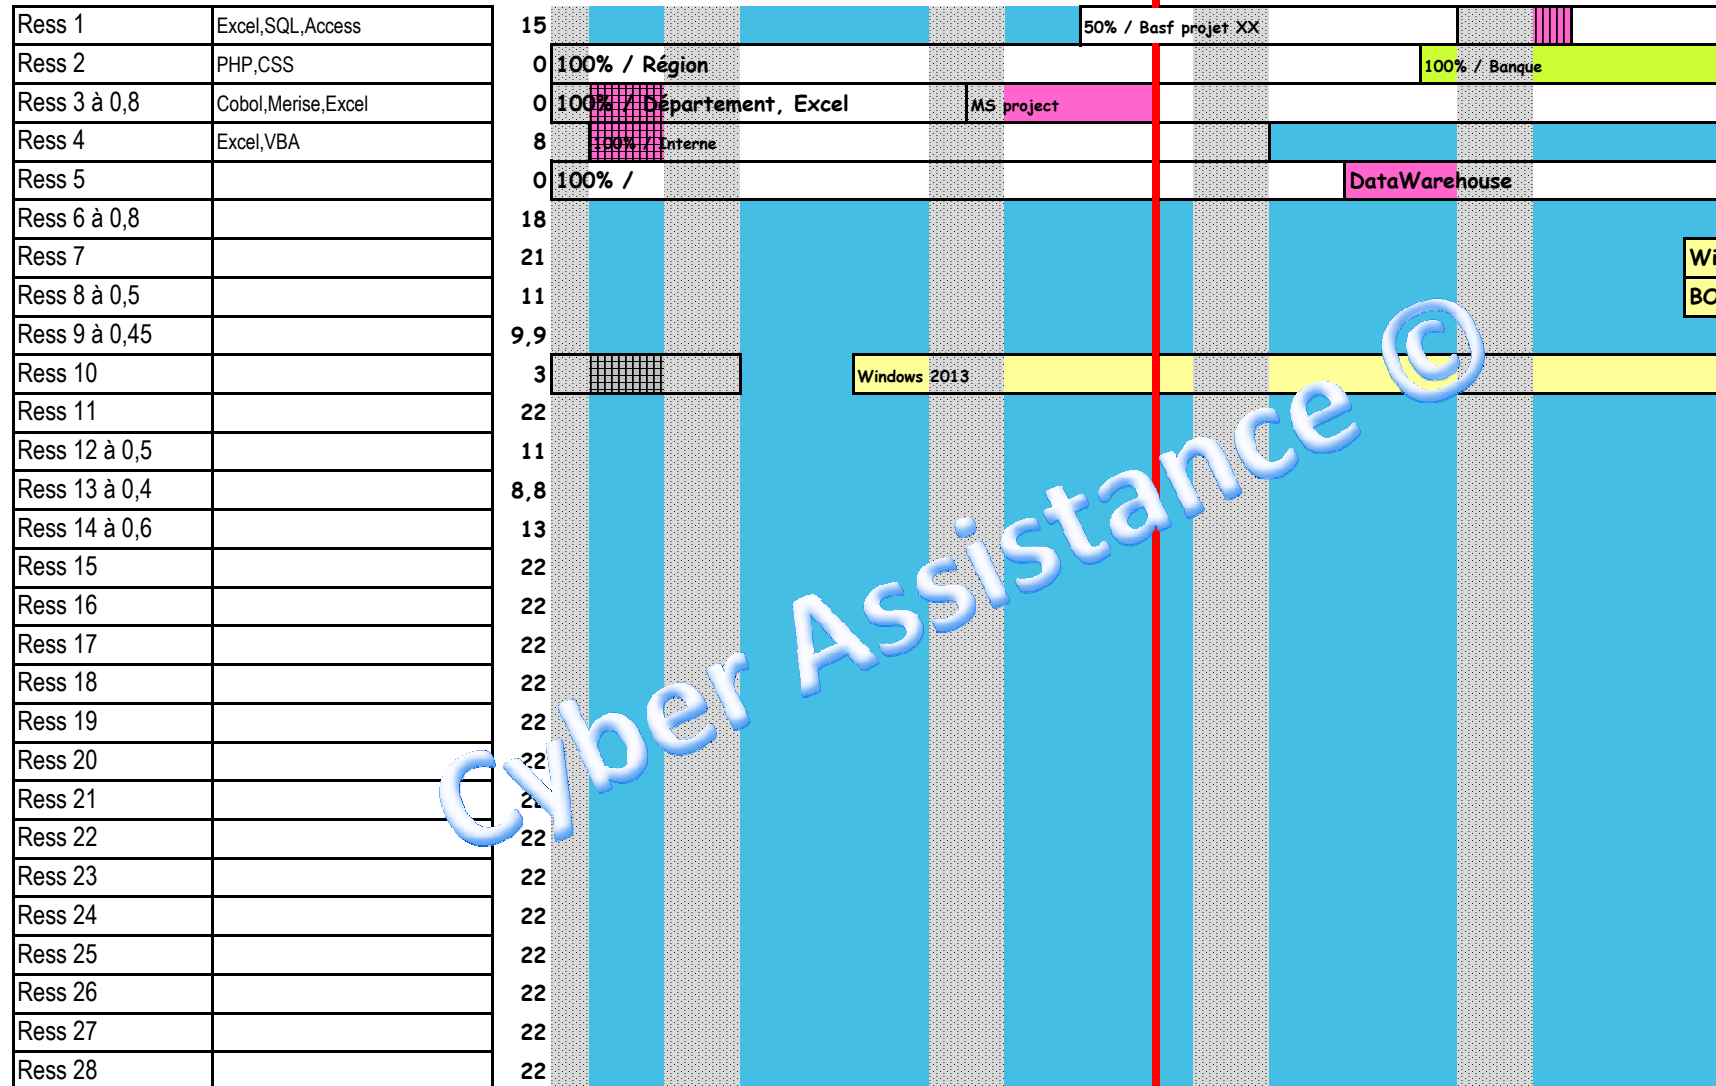 Ress 1 Excel,SQL,Access 15 50% / Basf projet XX
Ress 2 PHP,CSS 0 100% / Région 100% / Banque
Ress 3 à 0,8 Cobol,Merise,Excel 0 100% / Département, Excel MS project
Ress 4 Excel,VBA 8 100% / Interne
Ress 5 0 100% / DataWarehouse
Ress 6 à 0,8 18
Ress 7 21 Wi
Ress 8 à 0,5 11 BO
Ress 9 à 0,45 9,9
Ress 10 3 Windows 2013
Ress 11 22
Ress 12 à 0,5 11
Ress 13 à 0,4 8,8
Ress 14 à 0,6 13
Ress 15 22
Ress 16 22
Ress 17 22
Ress 18 22
Ress 19 22
Ress 20 22
Ress 21 22
Ress 22 22
Ress 23 22
Ress 24 22
Ress 25 22
Ress 26 22
Ress 27 22
Ress 28 22
Cyber Assistance ©